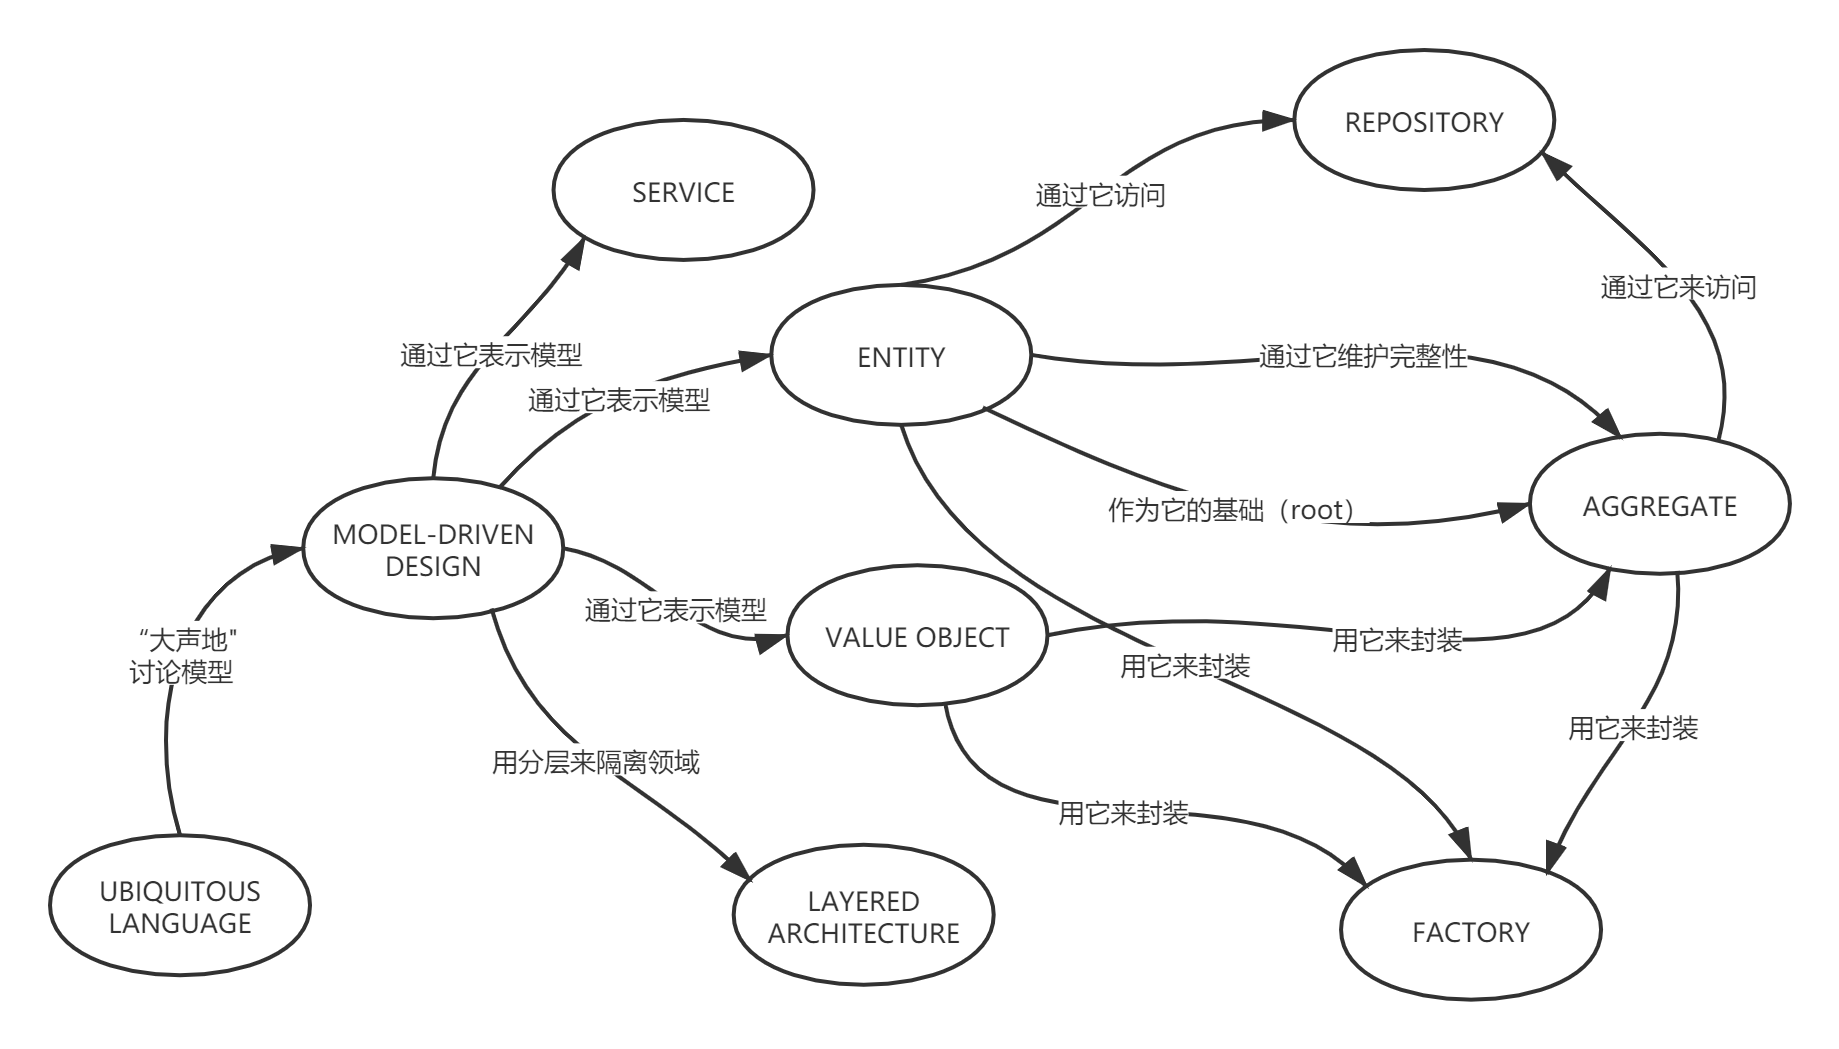 REPOSITORY
SERVICE
通过它访问
通过它来访问
通过它表示模型
ENTITY
通过它维护完整性
通过它表示模型
作为它的基础（root）
AGGREGATE
MODEL-DRIVEN
DESIGN
通过它表示模型
VALUE OBJECT
用它来封装
“大声地"
讨论模型
用它来封装
用它来封装
用分层来隔离领域
用它来封装
UBIQUITOUS
LANGUAGE
LAYERED
ARCHITECTURE
FACTORY